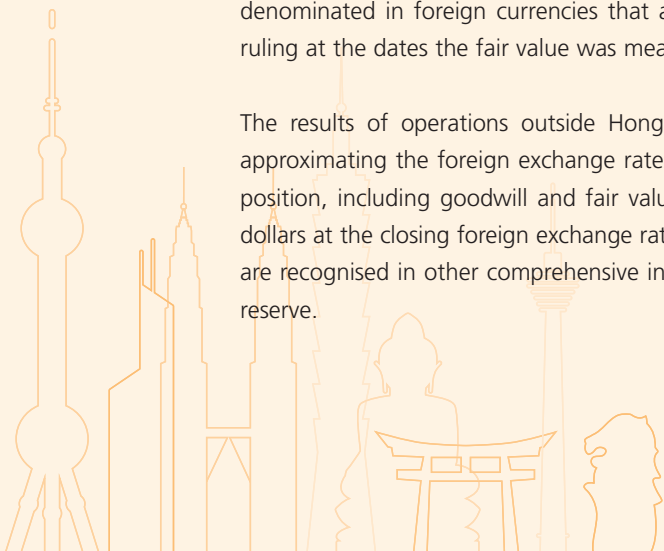 denominated in foreign currencies that a
ruling at the dates the fair value was mea
The results of operations outside Hong
approximating the foreign exchange rate
position, including goodwill and fair valu
dollars at the closing foreign exchange rat
are recognised in other comprehensive in
reserve.